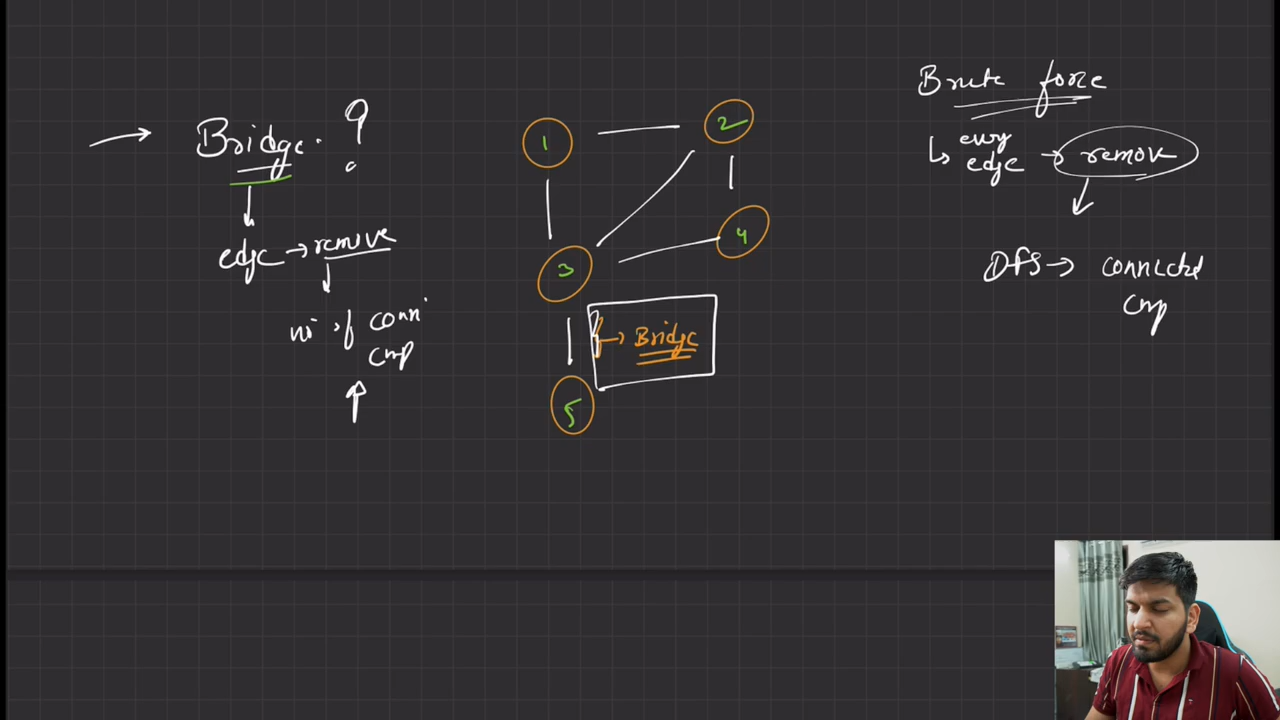 → Bridge ?
edge → remove
no of conn
cmp
1
2
3
4
5
→ Bridge
Brute force
↳ every
edge → remov
DFS → connected
cmp